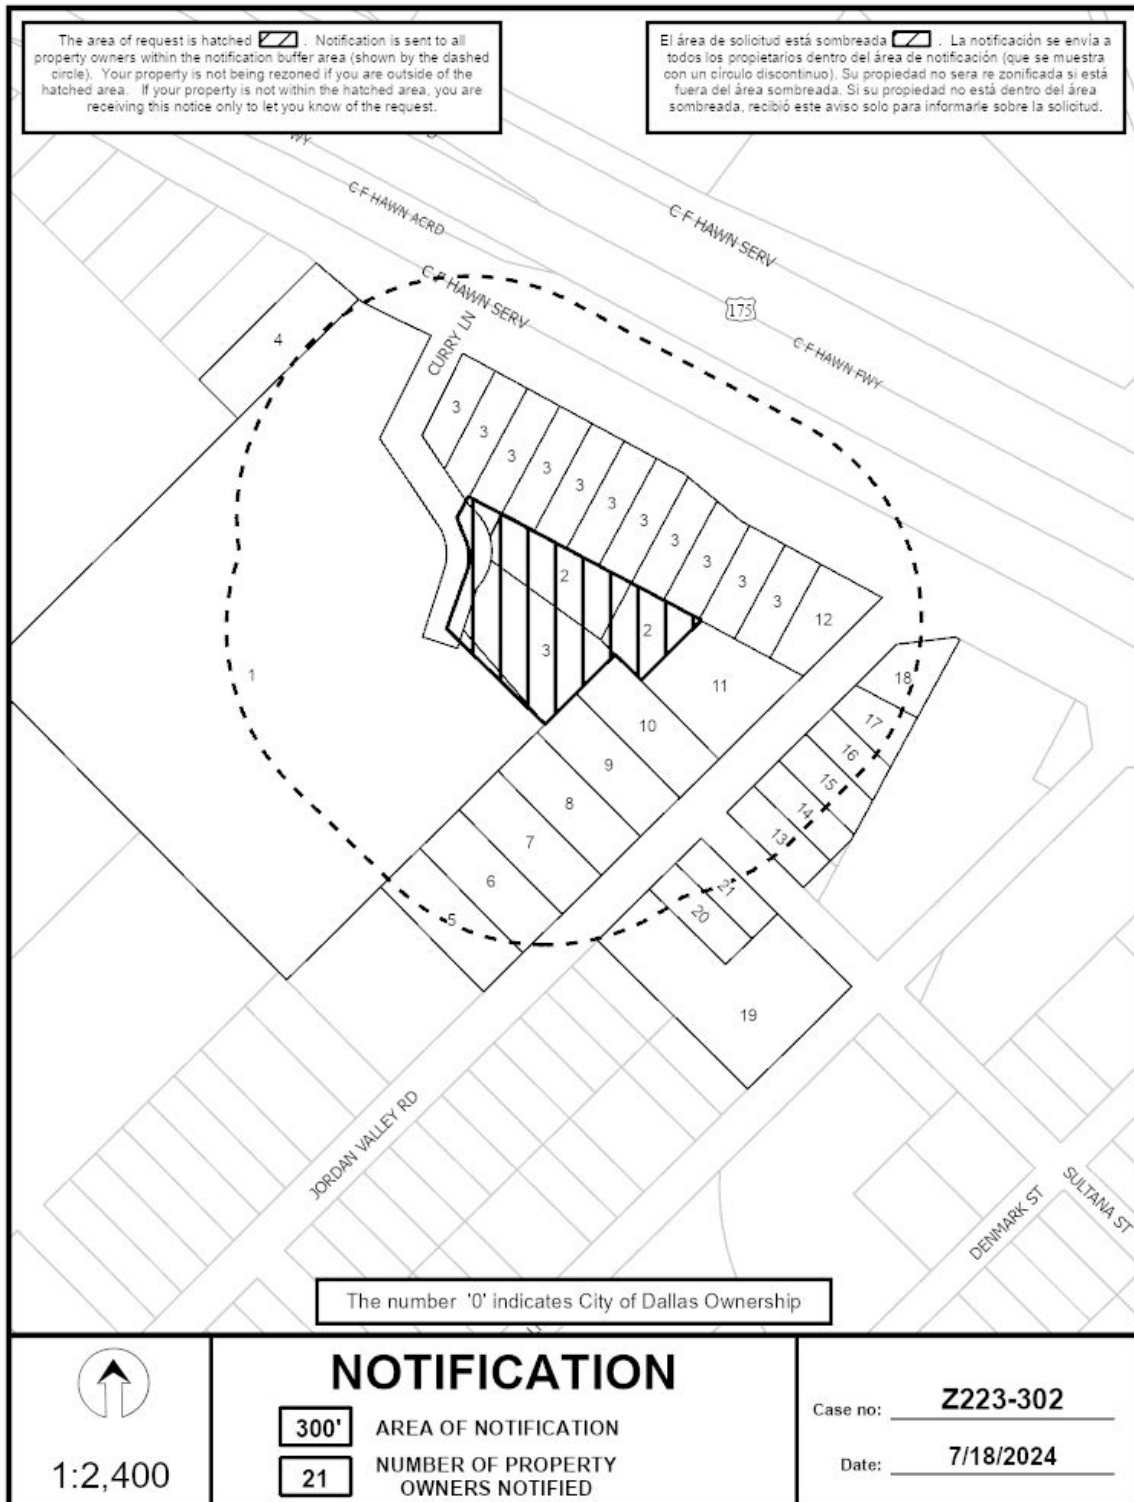 The area of request is hatched . Notification is sent to all
property owners within the notification buffer area (shown by the dashed
circle). Your property is not being rezoned if you are outside of the
hatched area. If your property is not within the hatched area, you are
receiving this notice only to let you know of the request.
El área de solicitud está sombreada . La notificación se envía a
todos los propietarios dentro del área de notificación (que se muestra
con un círculo discontinuo). Su propiedad no sera re zonificada si está
fuera del área sombreada. Si su propiedad no está dentro del área
sombreada, recibió este aviso solo para informarle sobre la solicitud.
WY
C F HAWN ACRD
C F HAWN SERV
C F HAWN SERV
175
C F HAWN FWY
CURRY LN
4
3
3
3
3
3
3
3
3
3
3
3
12
2
2
3
1
11
18
17
16
15
14
13
10
9
8
7
6
5
21
20
19
JORDAN VALLEY RD
DENMARK ST
SULTANA ST
The number '0' indicates City of Dallas Ownership
1:2,400
NOTIFICATION
300' AREA OF NOTIFICATION
21 NUMBER OF PROPERTY
OWNERS NOTIFIED
Case no: Z223-302
Date: 7/18/2024